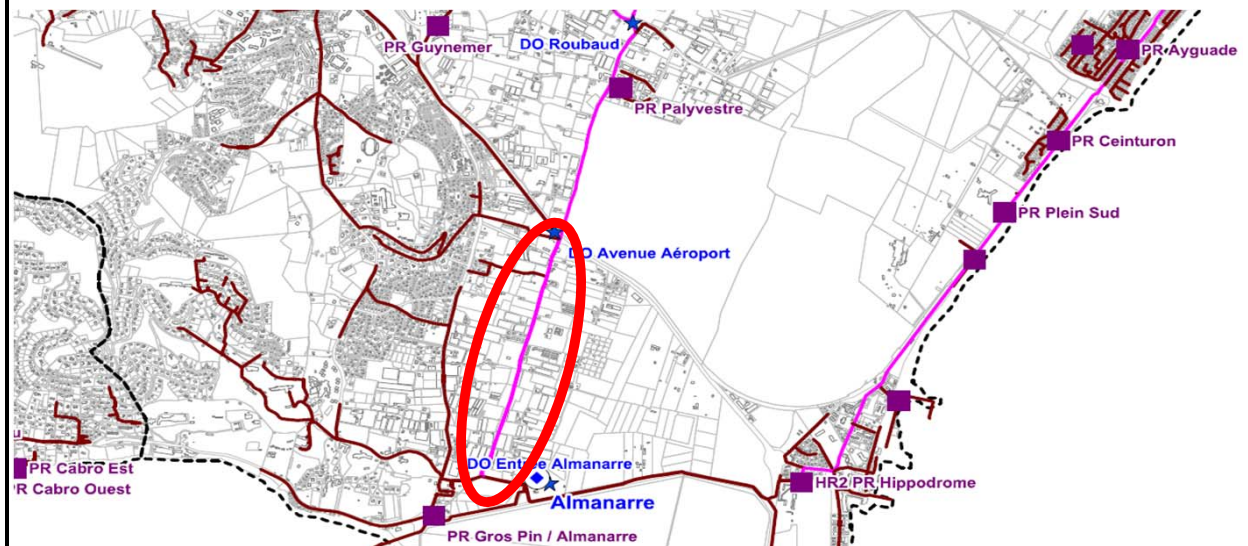 PR Guynemer
DO Roubaud
PR Ayguade
PR Palyvestre
PR Ceinturon
PR Plein Sud
DO Avenue Aéroport
DO Entrée Almanarre
PR Cabro Est
PR Cabro Ouest
HR2 PR Hippodrome
Almanarre
PR Gros Pin / Almanarre